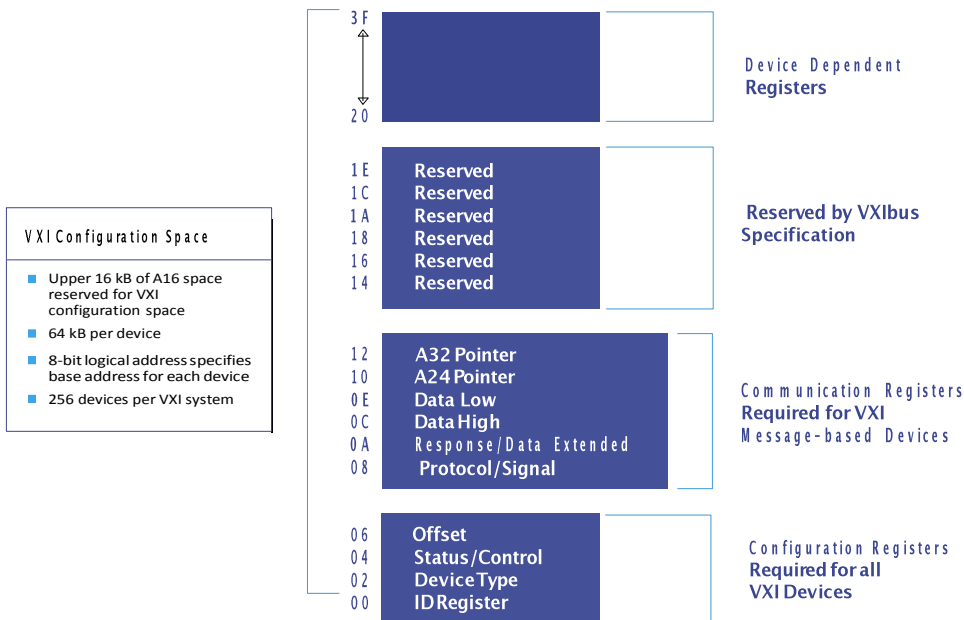 VXI Configuration Space
Upper 16 kB of A16 space
reserved for VXI
configuration space
64 kB per device
8-bit logical address specifies
base address for each device
256 devices per VXI system
3F
20
Device Dependent
Registers
1E Reserved
1C Reserved
1A Reserved
18 Reserved
16 Reserved
14 Reserved
Reserved by VXIbus
Specification
12 A32 Pointer
10 A24 Pointer
0E Data Low
0C Data High
0A Response/Data Extended
08 Protocol/Signal
Communication Registers
Required for VXI
Message-based Devices
06 Offset
04 Status/Control
02 Device Type
00 ID Register
Configuration Registers
Required for all
VXI Devices